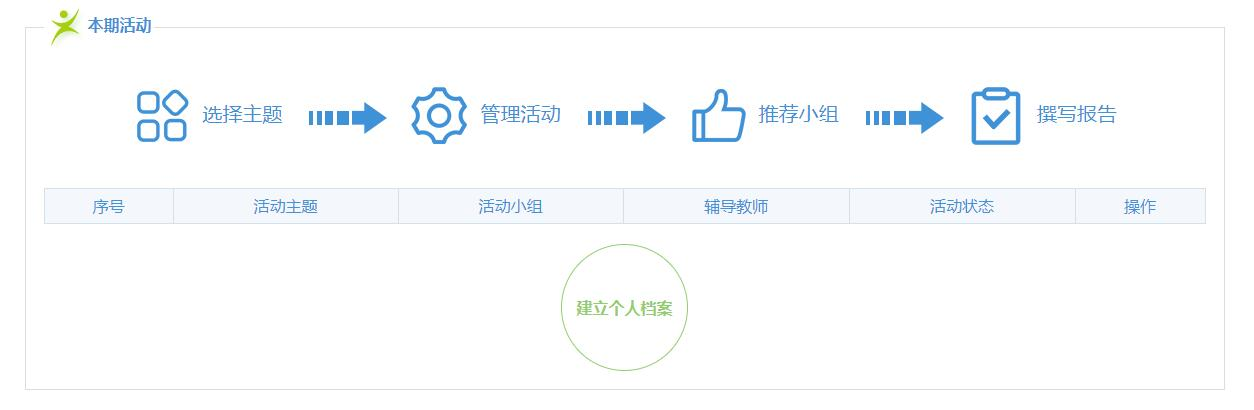 本期活动
选择主题 管理活动 推荐小组 撰写报告
序号 活动主题 活动小组 辅导教师 活动状态 操作
建立个人档案